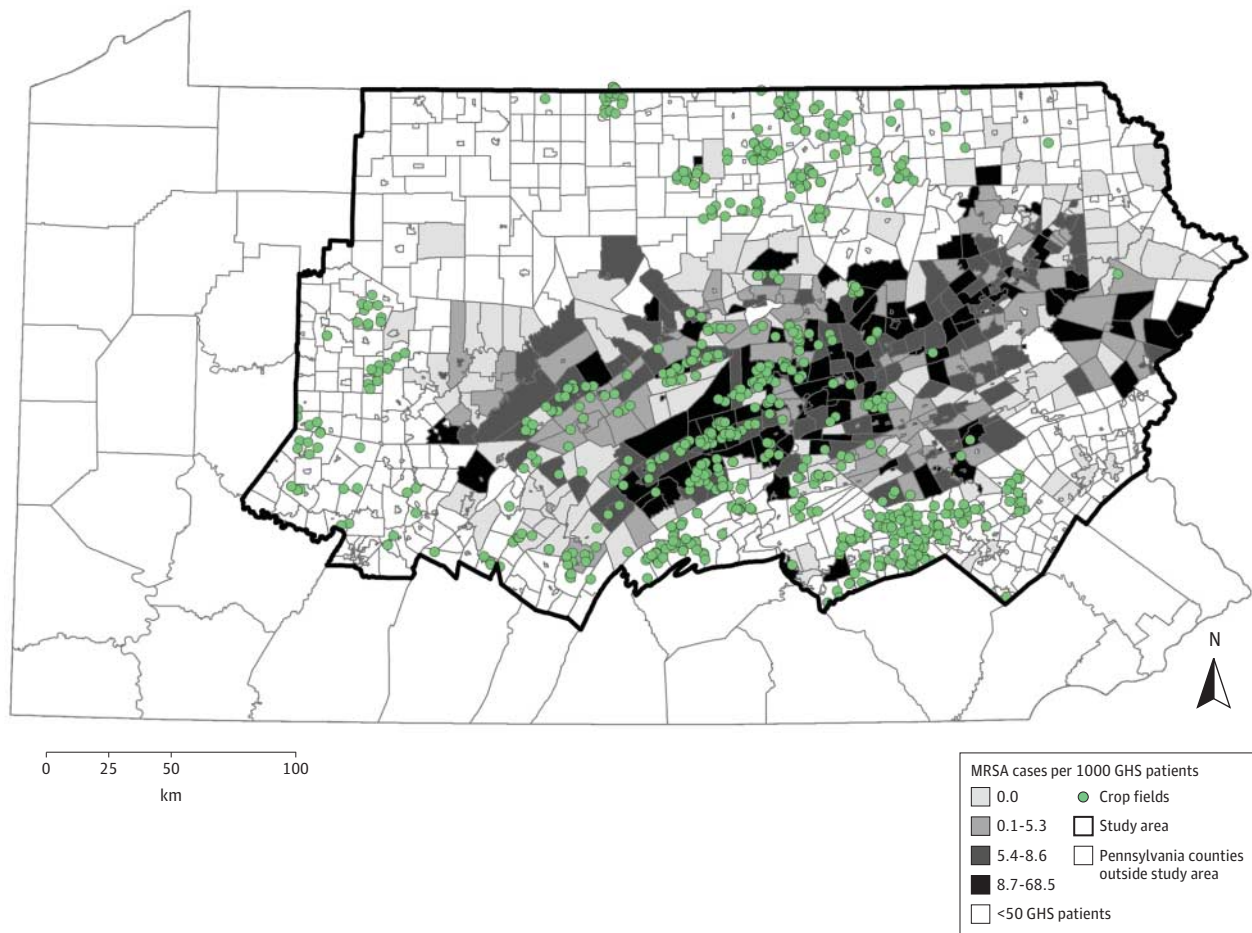 N
0 25 50 100
km
MRSA cases per 1000 GHS patients
0.0
0.1-5.3
5.4-8.6
8.7-68.5
<50 GHS patients
Crop fields
Study area
Pennsylvania counties
outside study area